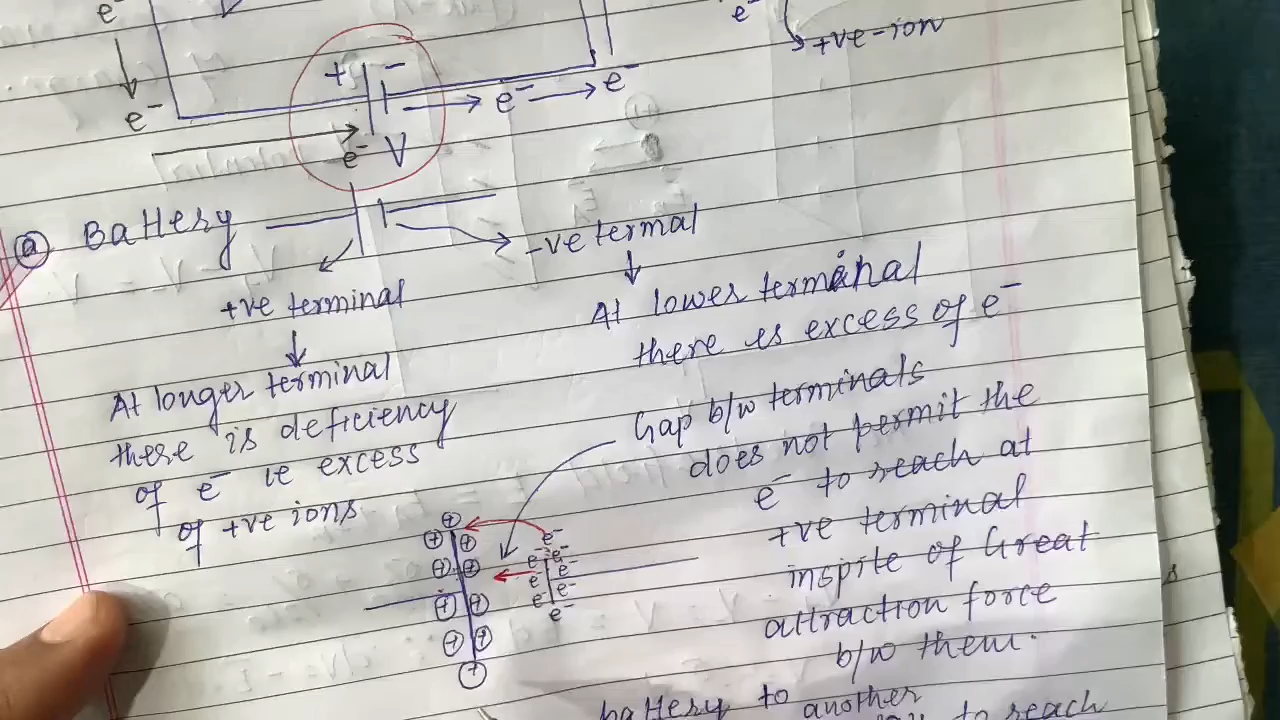 e⁻
e⁻
+ve-ion
+ -
e⁻
e⁻ e⁻
e⁻ V
(a) Battery
-ve termal
+ve terminal
At lower terminal
there is excess of e⁻
At longer terminal
there is deficiency
of e⁻ ie excess
of +ve ions
Gap b/w terminals
does not permit the
e⁻ to reach at
+ve terminal
inspite of Great
attraction force
b/w them.
+ + + + + + + + + +
e⁻ e⁻ e⁻ e⁻ e⁻ e⁻ e⁻ e⁻
battery to another
to reach